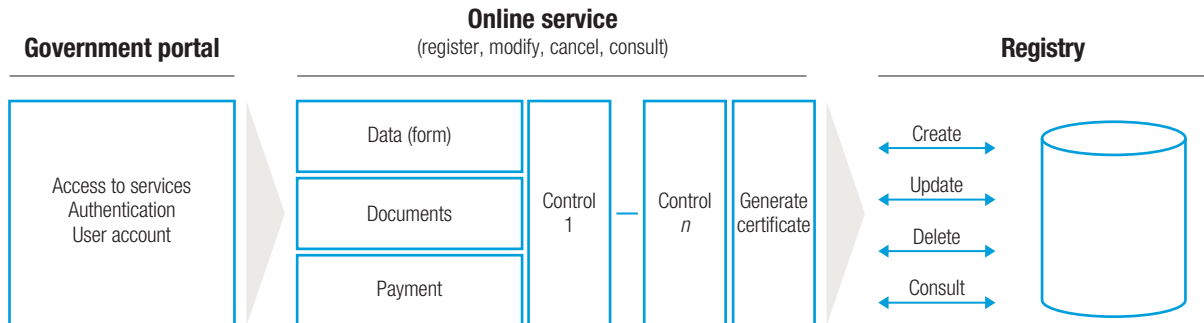 Government portal
Online service
(register, modify, cancel, consult)
Registry
Access to services
Authentication
User account
Data (form)
Documents
Payment
Control
1
Control
n
Generate
certificate
Create
Update
Delete
Consult